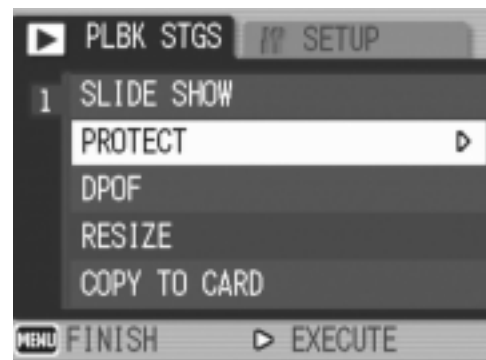 PLBK STGS SETUP
1 SLIDE SHOW
PROTECT
DPOF
RESIZE
COPY TO CARD
MENU FINISH EXECUTE